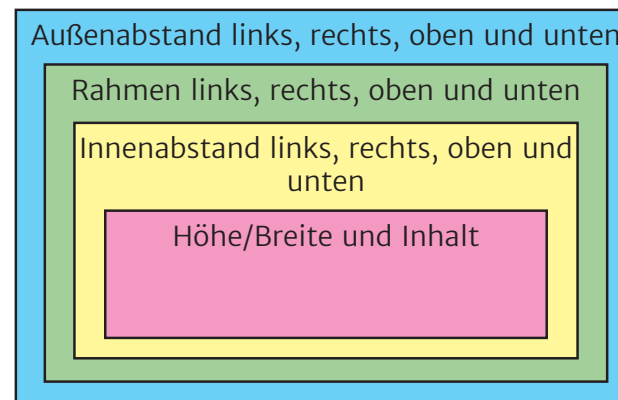 Außenabstand links, rechts, oben und unten
Rahmen links, rechts, oben und unten
Innenabstand links, rechts, oben und
unten
Höhe/Breite und Inhalt